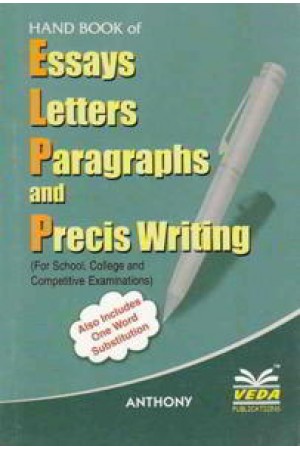 HAND BOOK of
Essays
Letters
Paragraphs
and
Precis Writing
(For School, College and
Competitive Examinations)
Also Includes
One Word
Substitution
ANTHONY
TM
VEDA
PUBLICATIONS